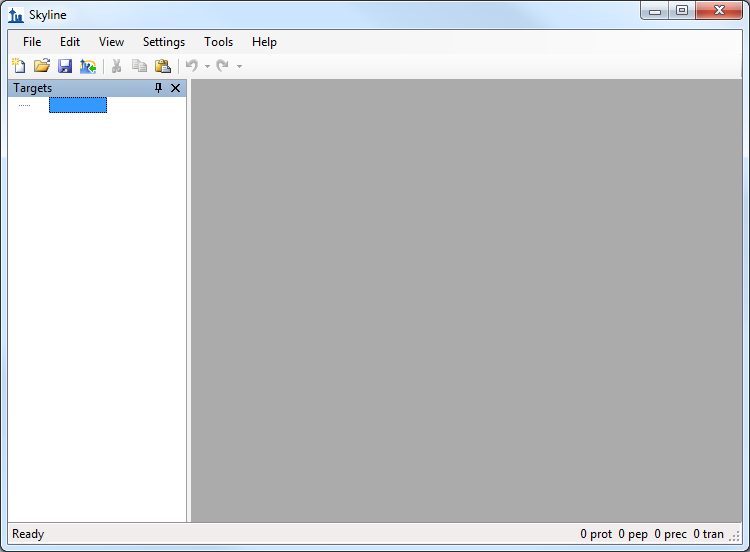 Skyline
File Edit View Settings Tools Help
Targets
Ready 0 prot 0 pep 0 prec 0 tran